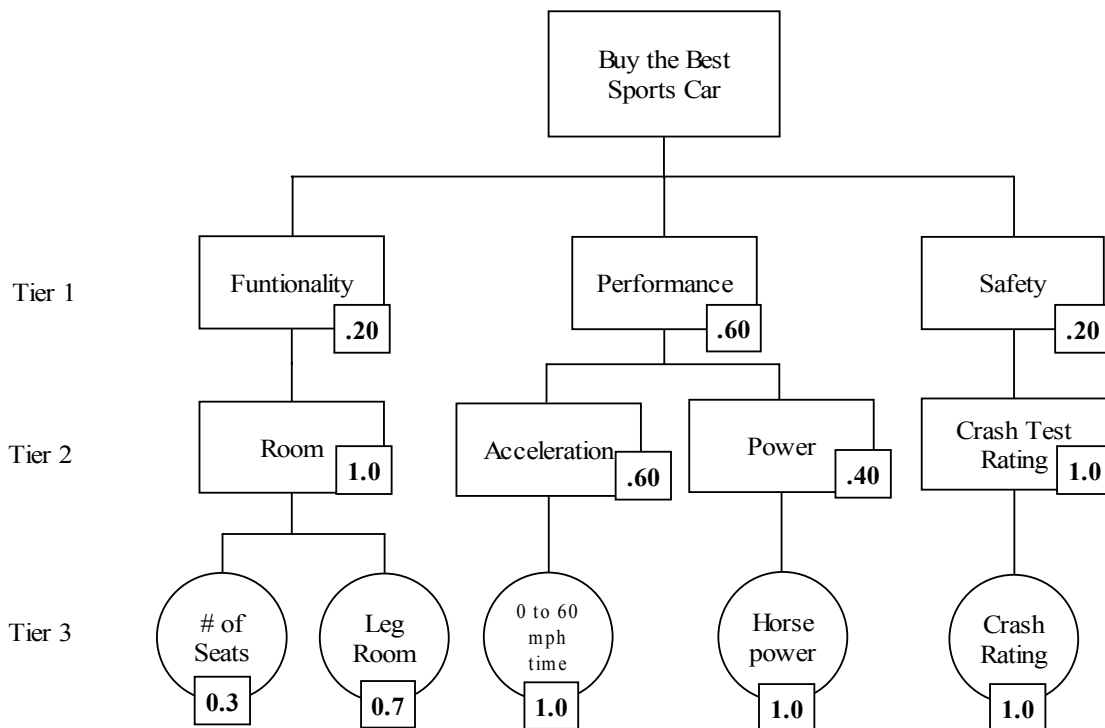 Buy the Best
Sports Car
Tier 1
Funtionality
.20
Performance
.60
Safety
.20
Tier 2
Room
1.0
Acceleration
.60
Power
.40
Crash Test
Rating
1.0
Tier 3
# of
Seats
0.3
Leg
Room
0.7
0 to 60
mph
time
1.0
Horse
power
1.0
Crash
Rating
1.0